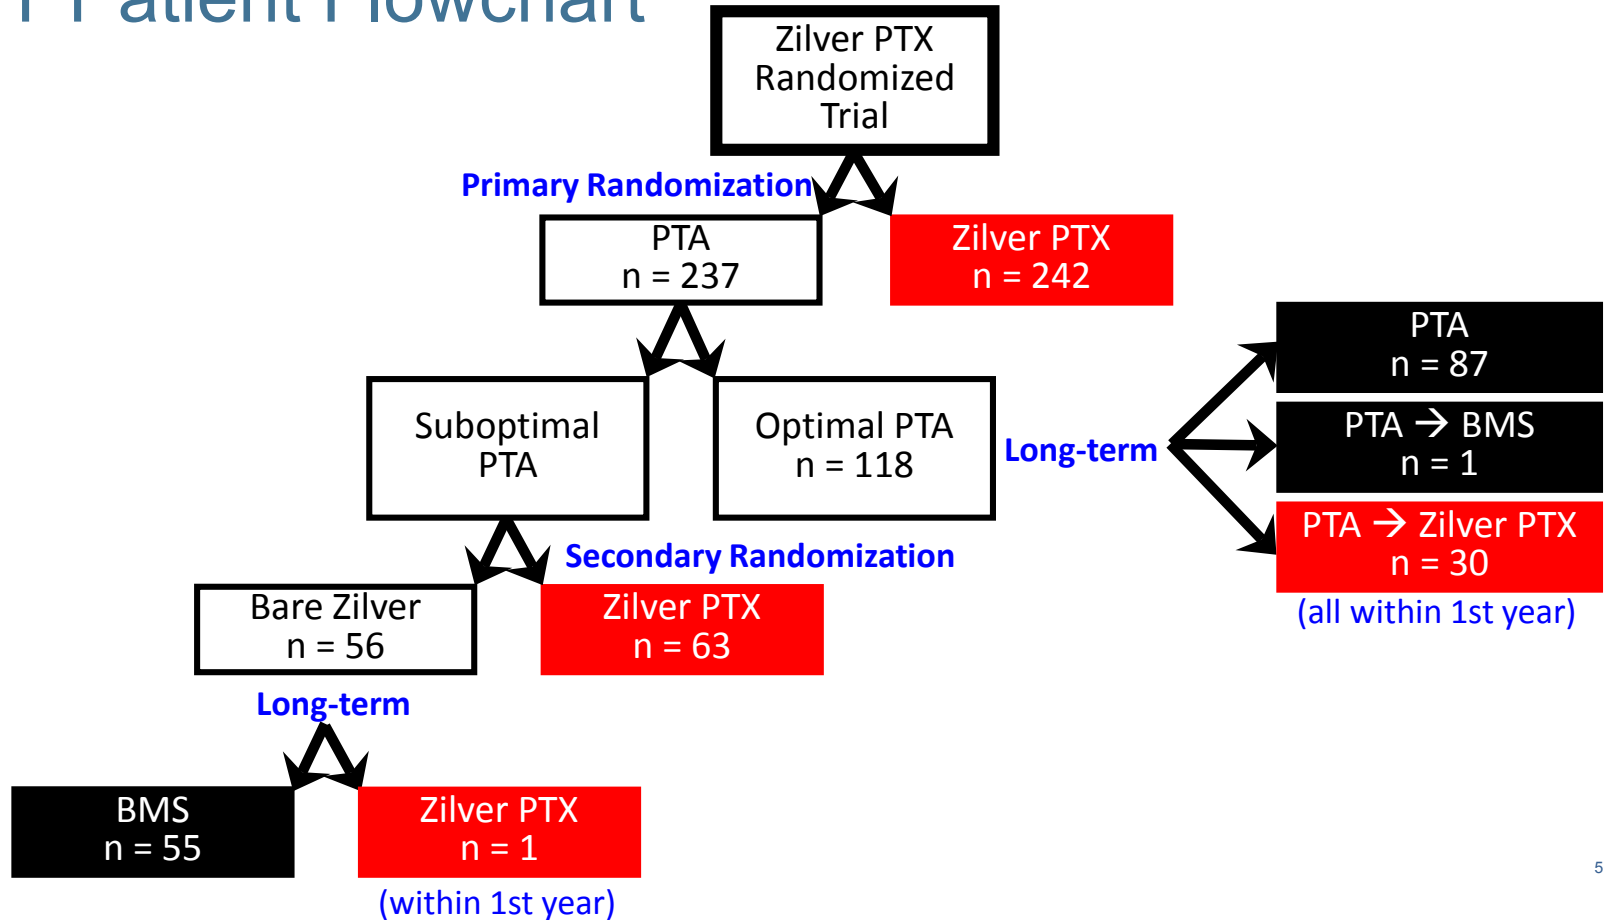 Patient Flowchart
Zilver PTX
Randomized
Trial
Primary Randomization
PTA
n = 237
Zilver PTX
n = 242
Suboptimal
PTA
Optimal PTA
n = 118
Long-term
PTA
n = 87
PTA → BMS
n = 1
PTA → Zilver PTX
n = 30
(all within 1st year)
Secondary Randomization
Bare Zilver
n = 56
Zilver PTX
n = 63
Long-term
BMS
n = 55
Zilver PTX
n = 1
(within 1st year)
5